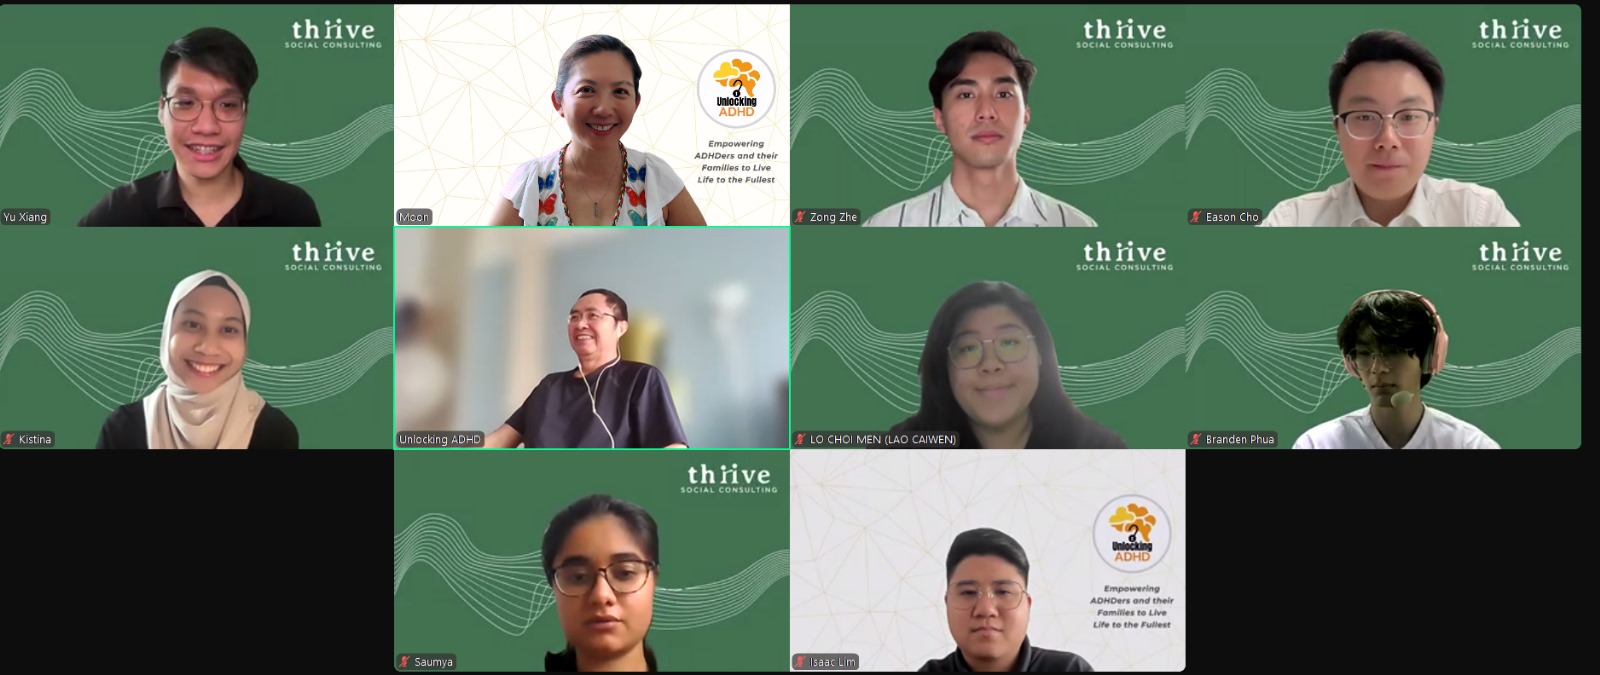 thrive
SOCIAL CONSULTING
Yu Xiang
Unlocking
ADHD
Empowering
ADHDers and their
Families to Live
Life to the Fullest
Moon
thrive
SOCIAL CONSULTING
Zong Zhe
thrive
SOCIAL CONSULTING
Eason Cho
thrive
SOCIAL CONSULTING
Kistina
Unlocking ADHD
thrive
SOCIAL CONSULTING
LO CHOI MEN (LAO CAIWEN)
thrive
SOCIAL CONSULTING
Branden Phua
thrive
SOCIAL CONSULTING
Saumya
Unlocking
ADHD
Empowering
ADHDers and their
Families to Live
Life to the Fullest
Isaac Lim